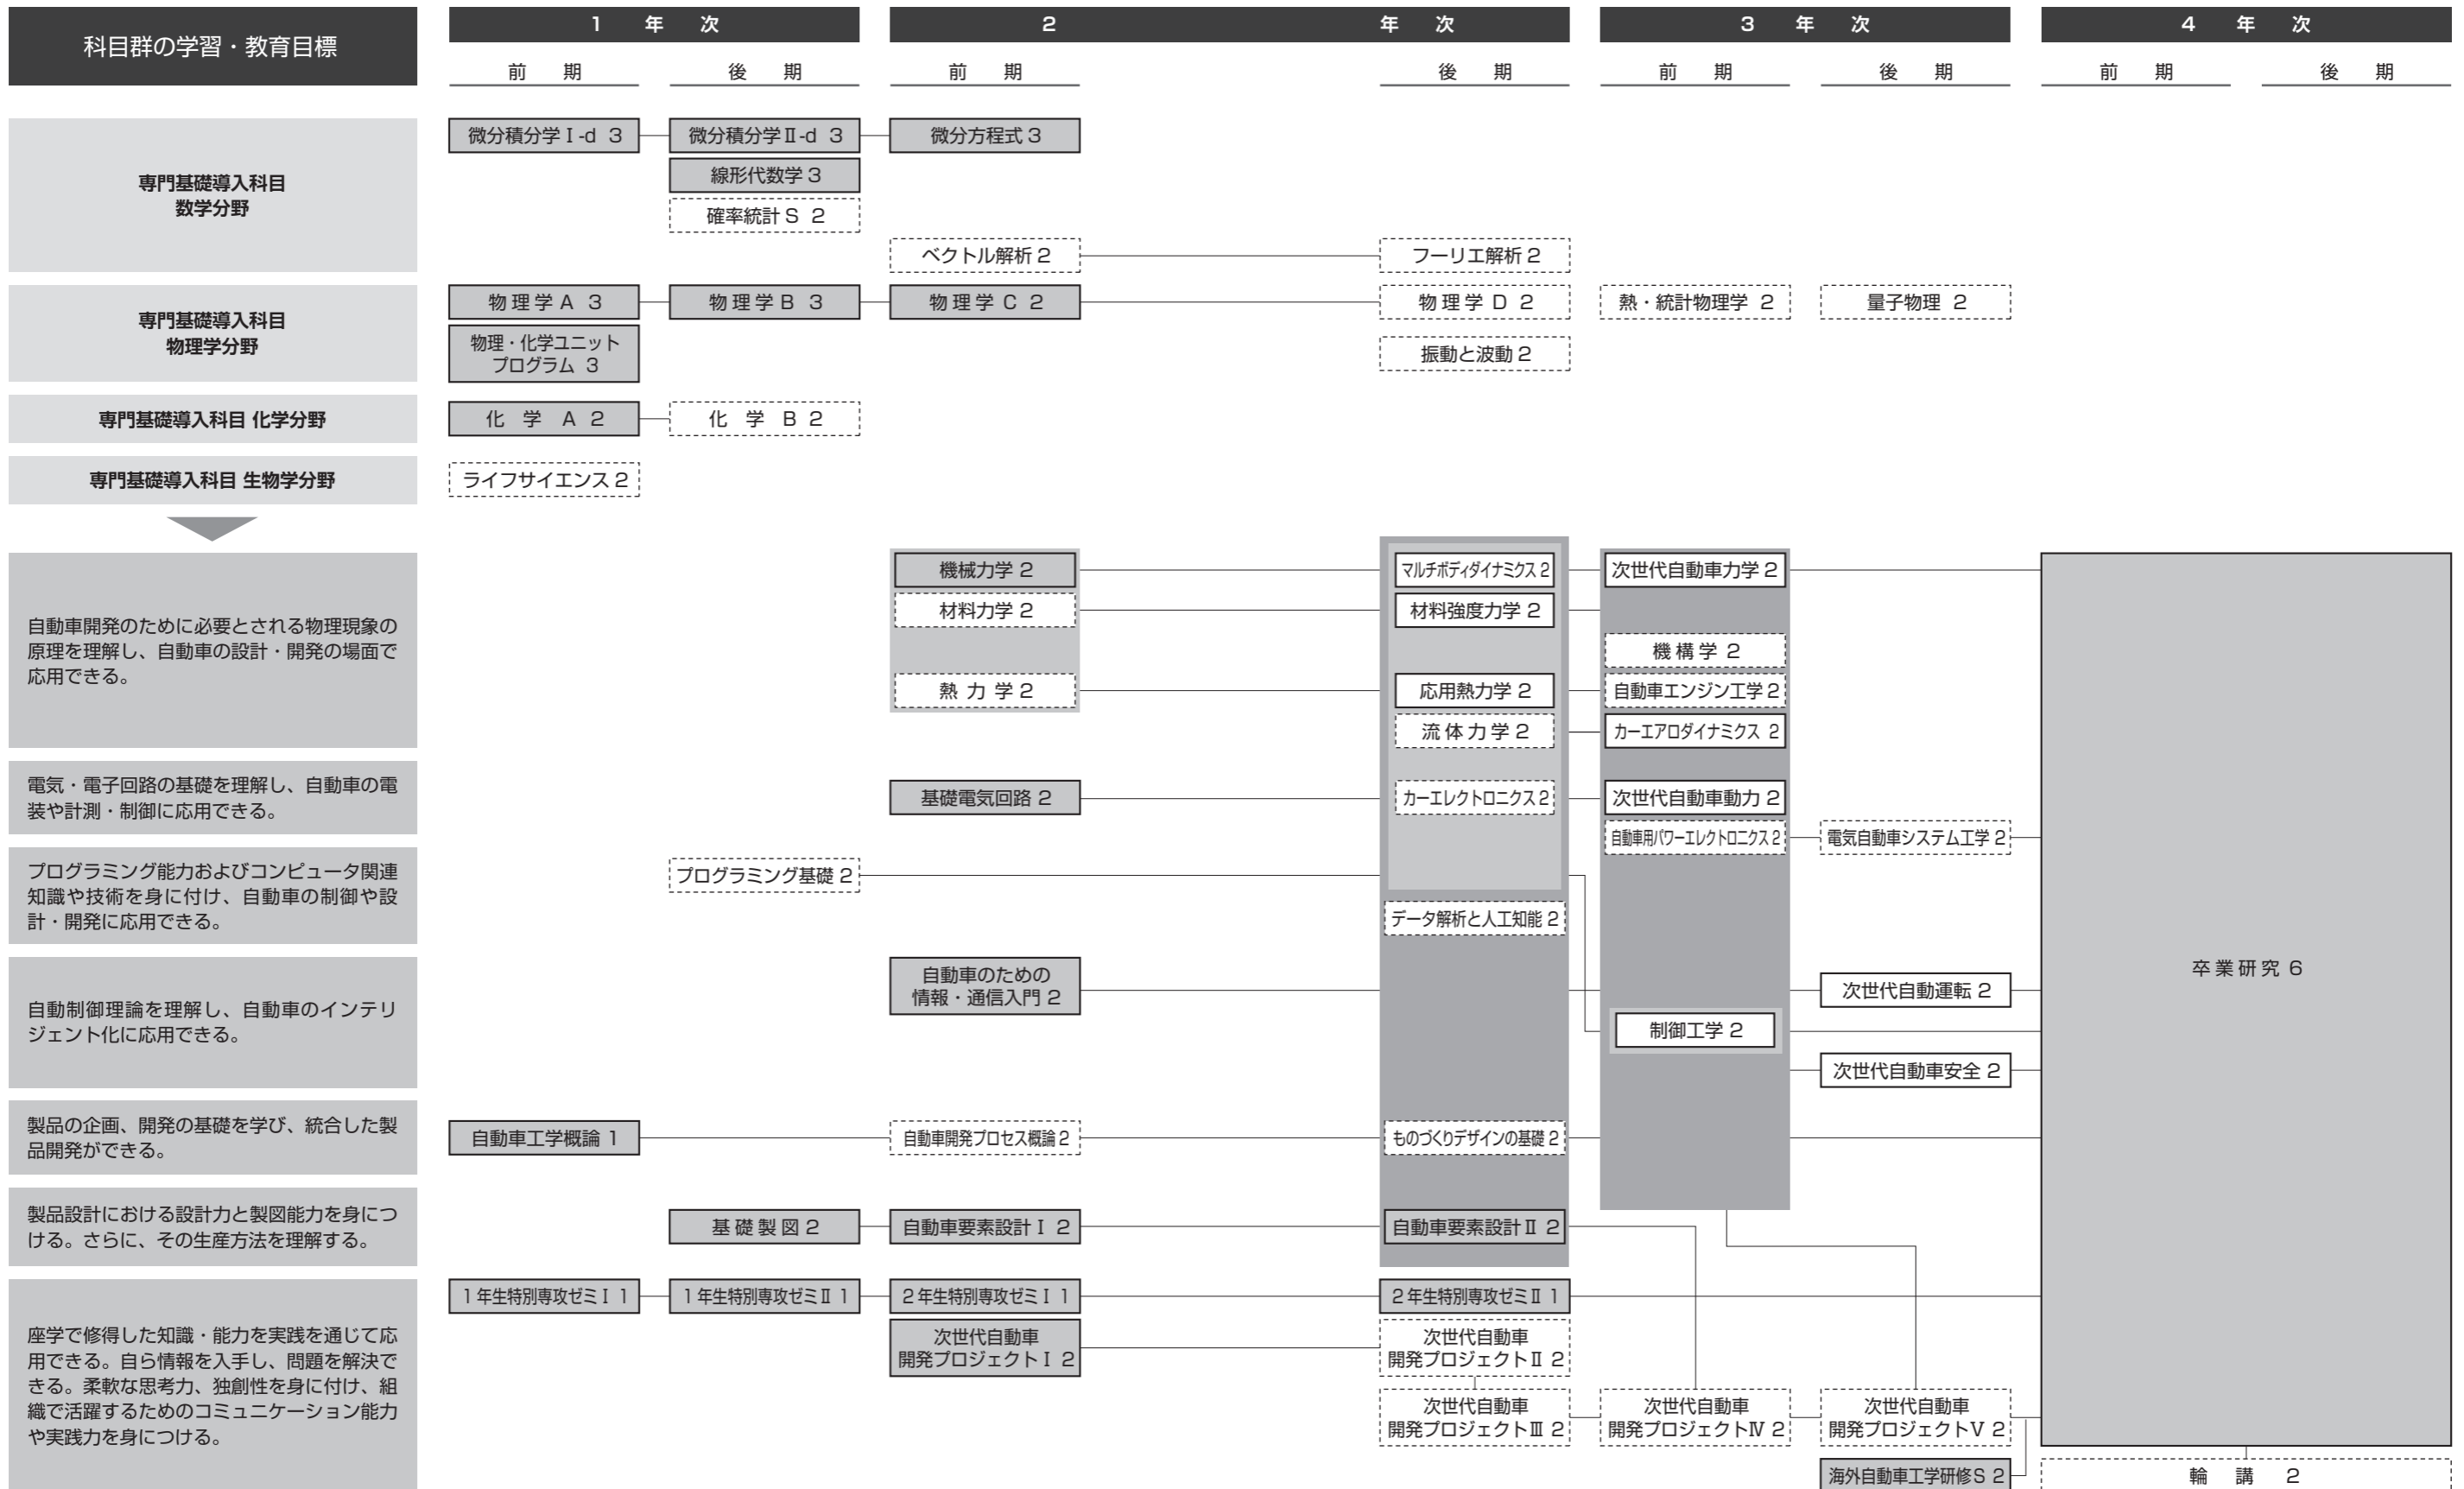 科目群の学習・教育目標
1 年 次
2 年 次
3 年 次
4 年 次
前 期
後 期
前 期
後 期
前 期
後 期
前 期
後 期
専門基礎導入科目
数学分野
微分積分学Ⅰ-d 3
微分積分学Ⅱ-d 3
微分方程式 3
線形代数学 3
確率統計 S 2
ベクトル解析 2
フーリエ解析 2
専門基礎導入科目
物理学分野
物理学 A 3
物理学 B 3
物理学 C 2
物理学 D 2
熱・統計物理学 2
量子物理 2
物理・化学ユニット
プログラム 3
振動と波動 2
専門基礎導入科目 化学分野
化 学 A 2
化 学 B 2
専門基礎導入科目 生物学分野
ライフサイエンス 2
自動車開発のために必要とされる物理現象の
原理を理解し、自動車の設計・開発の場面で
応用できる。
機械力学 2
マルチボディダイナミクス 2
次世代自動車力学 2
材料力学 2
材料強度力学 2
機構学 2
熱力学 2
応用熱力学 2
自動車エンジン工学 2
流体力学 2
カーエアロダイナミクス 2
電気・電子回路の基礎を理解し、自動車の電
装や計測・制御に応用できる。
基礎電気回路 2
カーエレクトロニクス 2
次世代自動車動力 2
自動車用パワーエレクトロニクス 2
電気自動車システム工学 2
プログラミング能力およびコンピュータ関連
知識や技術を身に付け、自動車の制御や設
計・開発に応用できる。
プログラミング基礎 2
データ解析と人工知能 2
自動制御理論を理解し、自動車のインテリ
ジェント化に応用できる。
自動車のための
情報・通信入門 2
次世代自動運転 2
制御工学 2
次世代自動車安全 2
卒業研究 6
製品の企画、開発の基礎を学び、統合した製
品開発ができる。
自動車工学概論 1
自動車開発プロセス概論 2
ものづくりデザインの基礎 2
製品設計における設計力と製図能力を身につ
ける。さらに、その生産方法を理解する。
基礎製図 2
自動車要素設計Ⅰ 2
自動車要素設計Ⅱ 2
座学で修得した知識・能力を実践を通じて応
用できる。自ら情報を入手し、問題を解決で
きる。柔軟な思考力、独創性を身に付け、組
織で活躍するためのコミュニケーション能力
や実践力を身につける。
1年生特別専攻ゼミⅠ 1
1年生特別専攻ゼミⅡ 1
2年生特別専攻ゼミⅠ 1
2年生特別専攻ゼミⅡ 1
次世代自動車
開発プロジェクトⅠ 2
次世代自動車
開発プロジェクトⅡ 2
次世代自動車
開発プロジェクトⅢ 2
次世代自動車
開発プロジェクトⅣ 2
次世代自動車
開発プロジェクトⅤ 2
海外自動車工学研修S 2
輪 講 2